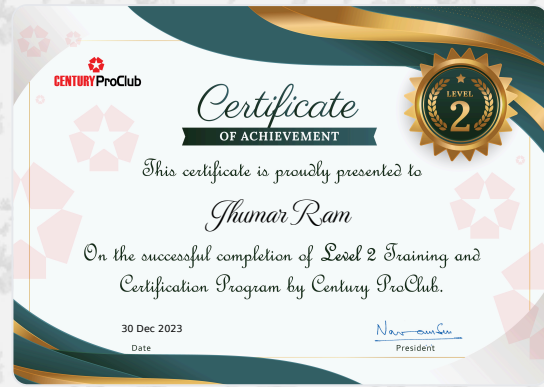 CENTURY ProClub
LEVEL
2
Certificate
OF ACHIEVEMENT
This certificate is proudly presented to
Jhumar Ram
On the successful completion of Level 2 Training and
Certification Program by Century ProClub.
30 Dec 2023
Date
President